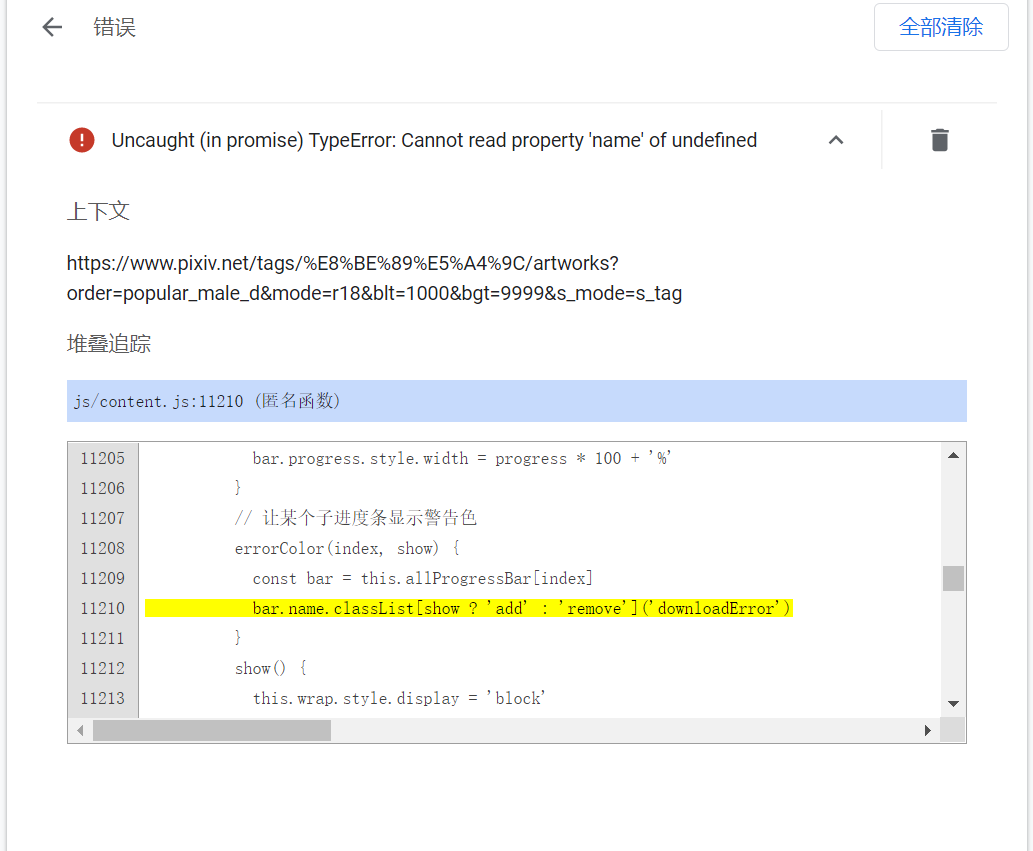 错误
全部清除
Uncaught (in promise) TypeError: Cannot read property 'name' of undefined
上下文
https://www.pixiv.net/tags/%E8%BE%89%E5%A4%9C/artworks?
order=popular_male_d&mode=r18&blt=1000&bgt=9999&s_mode=s_tag
堆叠追踪
js/content.js:11210 (匿名函数)
11205 bar.progress.style.width = progress * 100 + '%'
11206 }
11207 // 让某个子进度条显示警告色
11208 errorColor(index, show) {
11209 const bar = this.allProgressBar[index]
11210 bar.name.classList[show ? 'add' : 'remove']('downloadError')
11211 }
11212 show() {
11213 this.wrap.style.display = 'block'